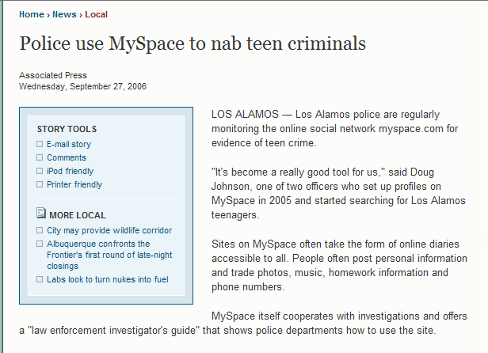 Home › News › Local
Police use MySpace to nab teen criminals
Associated Press
Wednesday, September 27, 2006
STORY TOOLS
E-mail story
Comments
iPod friendly
Printer friendly
MORE LOCAL
City may provide wildlife corridor
Albuquerque confronts the
Frontier's first round of late-night
closings
Labs look to turn nukes into fuel
LOS ALAMOS — Los Alamos police are regularly
monitoring the online social network myspace.com for
evidence of teen crime.
"It's become a really good tool for us," said Doug
Johnson, one of two officers who set up profiles on
MySpace in 2005 and started searching for Los Alamos
teenagers.
Sites on MySpace often take the form of online diaries
accessible to all. People often post personal information
and trade photos, music, homework information and
phone numbers.
MySpace itself cooperates with investigations and offers
a "law enforcement investigator's guide" that shows police departments how to use the site.